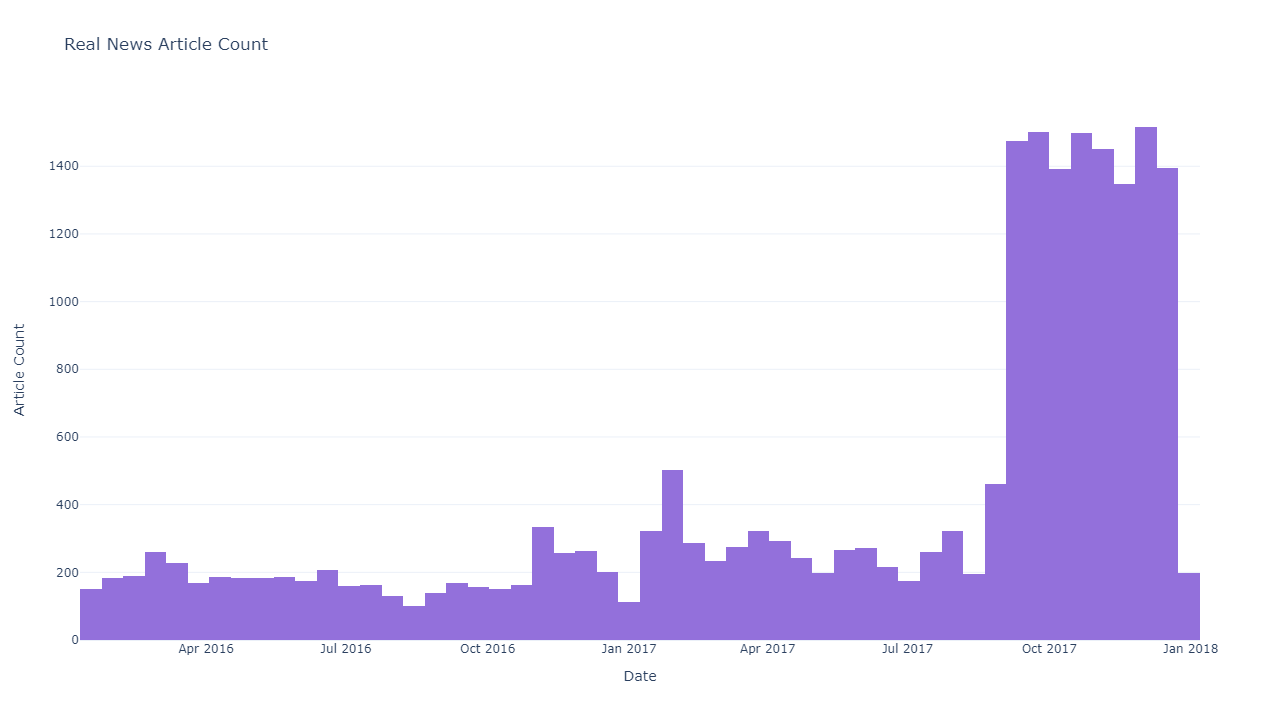 Real News Article Count
1400
1200
1000
800
600
400
200
0
Article Count
Apr 2016 Jul 2016 Oct 2016 Jan 2017 Apr 2017 Jul 2017 Oct 2017 Jan 2018
Date